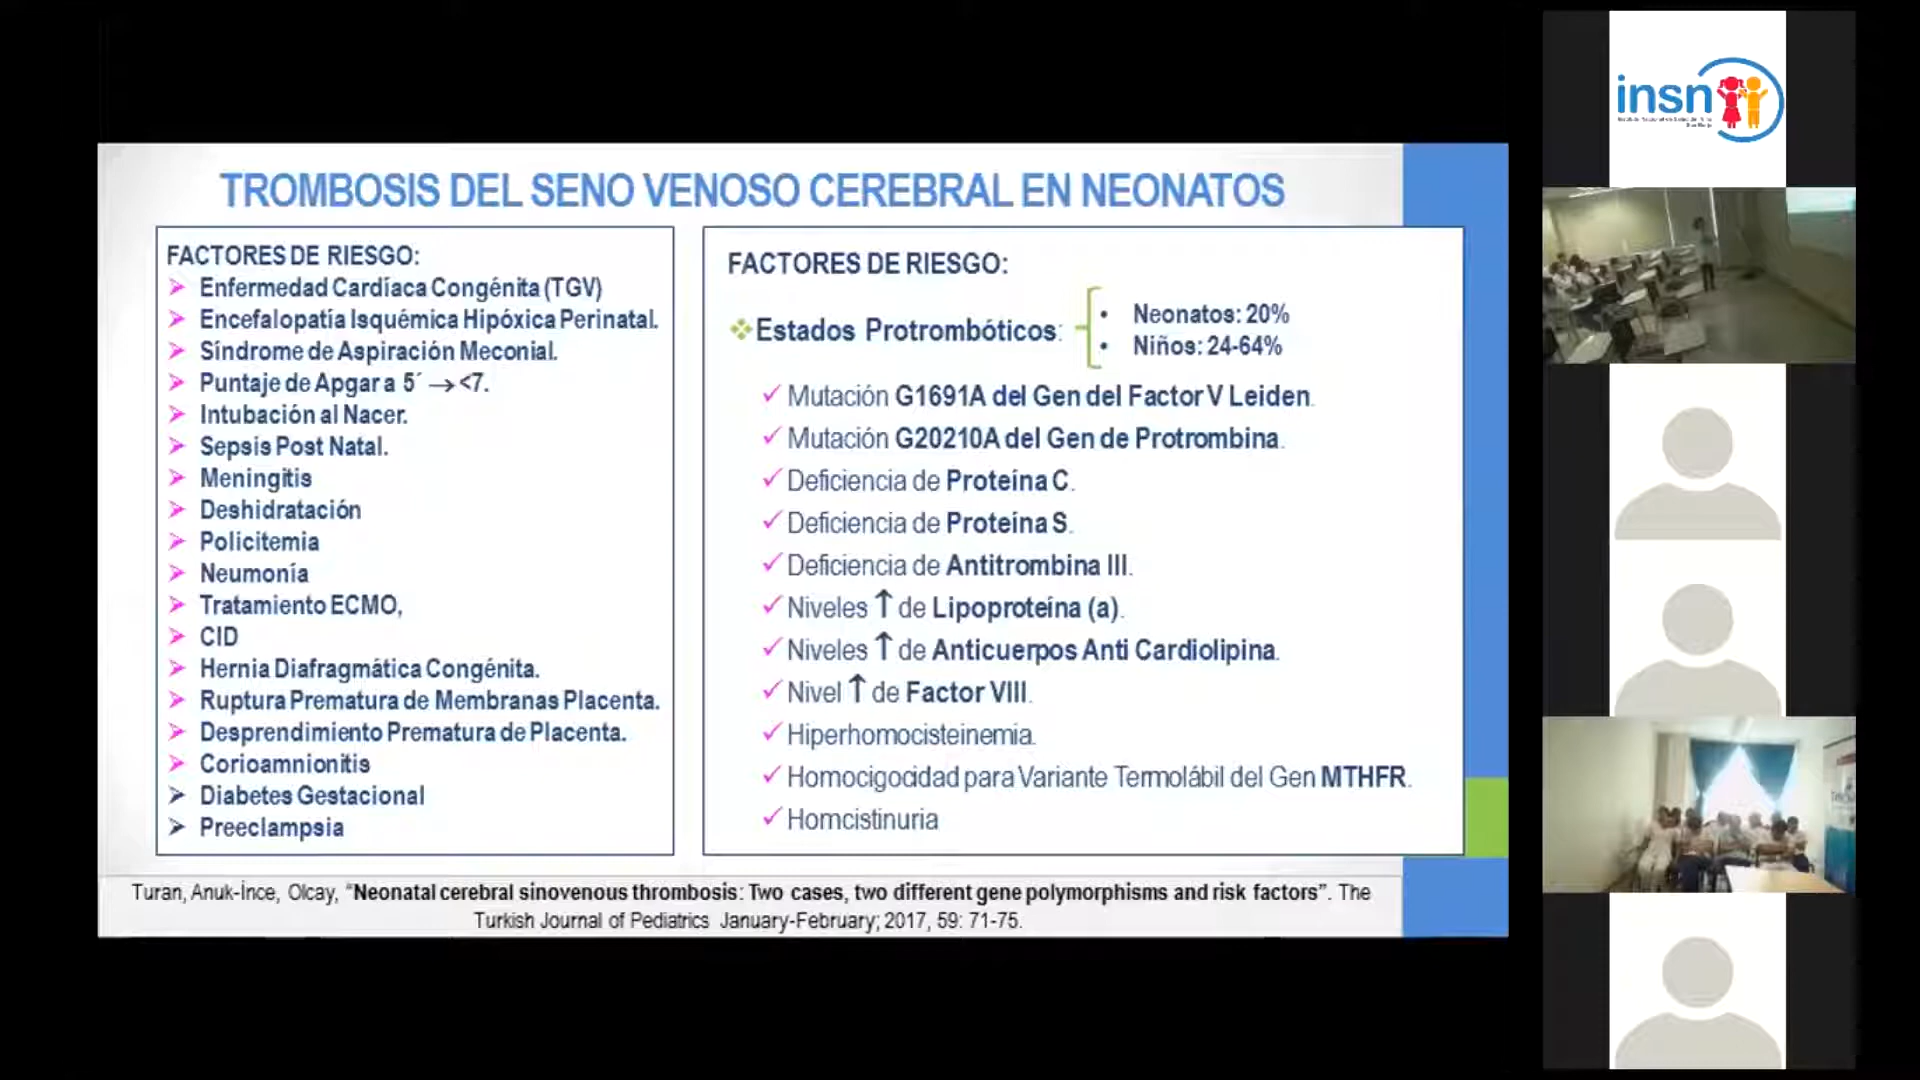 TROMBOSIS DEL SENO VENOSO CEREBRAL EN NEONATOS
FACTORES DE RIESGO:
Enfermedad Cardíaca Congénita (TGV)
Encefalopatía Isquémica Hipóxica Perinatal.
Síndrome de Aspiración Meconial.
Puntaje de Apgar a 5´ → <7.
Intubación al Nacer.
Sepsis Post Natal.
Meningitis
Deshidratación
Policitemia
Neumonía
Tratamiento ECMO,
CID
Hernia Diafragmática Congénita.
Ruptura Prematura de Membranas Placenta.
Desprendimiento Prematura de Placenta.
Corioamnionitis
Diabetes Gestacional
Preeclampsia
FACTORES DE RIESGO:
Estados Protrombóticos:
• Neonatos: 20%
• Niños: 24-64%
Mutación G1691A del Gen del Factor V Leiden.
Mutación G20210A del Gen de Protrombina.
Deficiencia de Proteína C.
Deficiencia de Proteína S.
Deficiencia de Antitrombina III.
Niveles ↑ de Lipoproteína (a).
Niveles ↑ de Anticuerpos Anti Cardiolipina.
Nivel ↑ de Factor VIII.
Hiperhomocisteinemia.
Homocigocidad para Variante Termolábil del Gen MTHFR.
Homcistinuria
Turan, Anuk-İnce, Olcay, “Neonatal cerebral sinovenous thrombosis: Two cases, two different gene polymorphisms and risk factors”. The
Turkish Journal of Pediatrics January-February; 2017, 59: 71-75.
insn